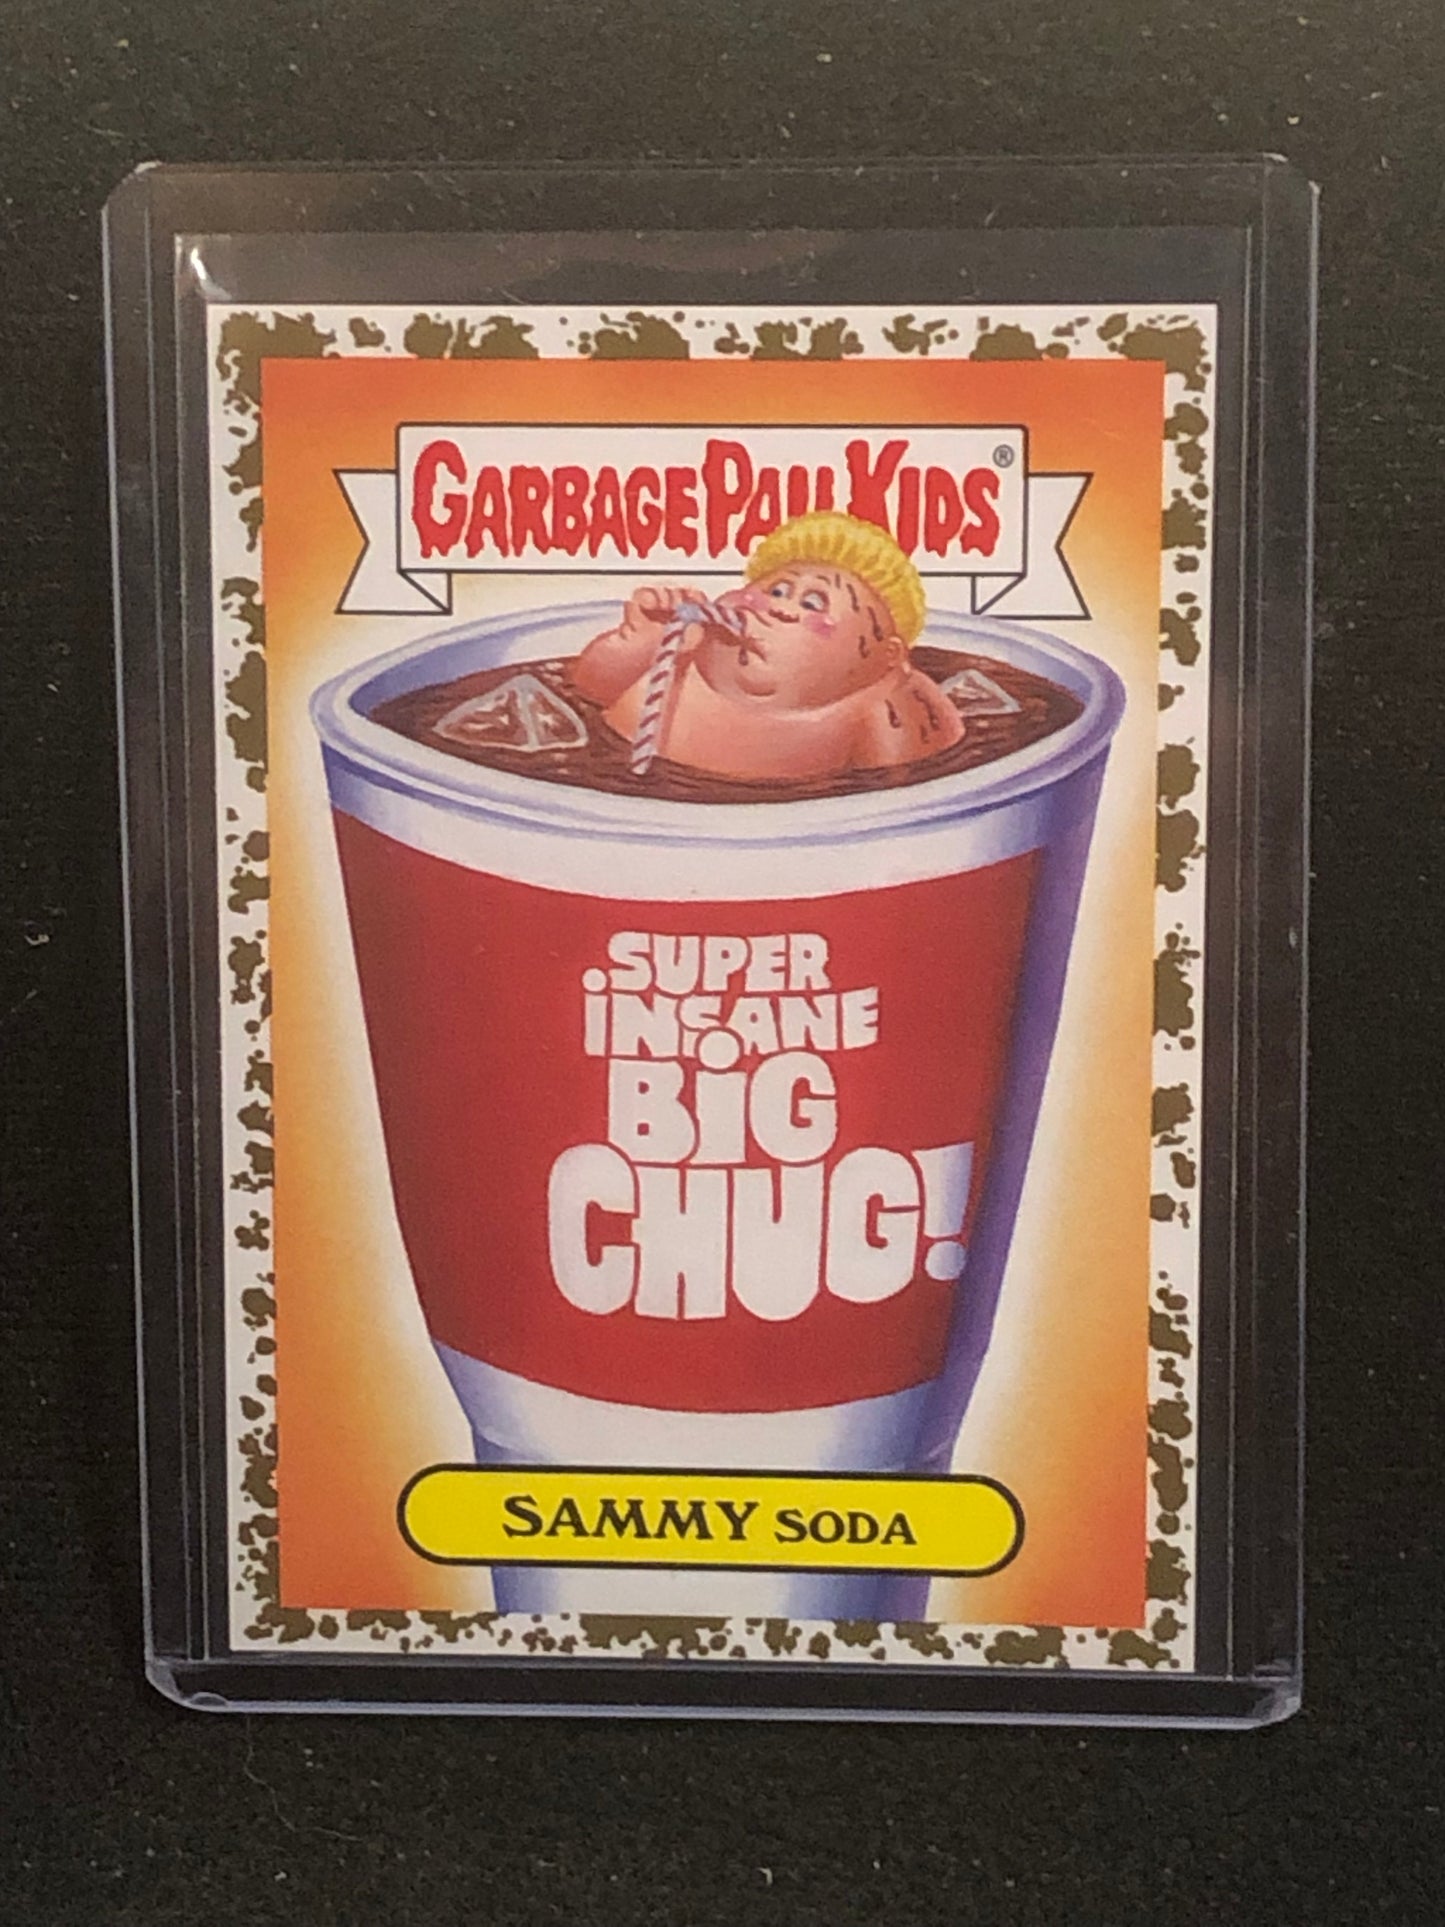 GARBAGE PAIL KIDS®
SUPER
iNSANE
BiG
CHUG!
SAMMY SODA